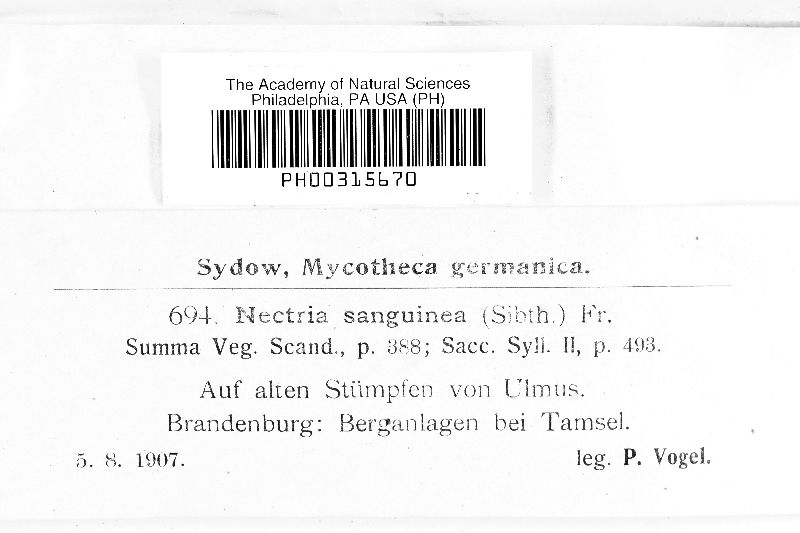 The Academy of Natural Sciences
Philadelphia, PA USA (PH)
PH00315670
Sydow, Mycotheca germanica.
694. Nectria sanguinea (Sibth.) Fr.
Summa Veg. Scand., p. 388; Sacc. Syll. II, p. 493.
Auf alten Stümpfen von Ulmus.
Brandenburg: Berganlagen bei Tamsel.
5. 8. 1907. leg. P. Vogel.